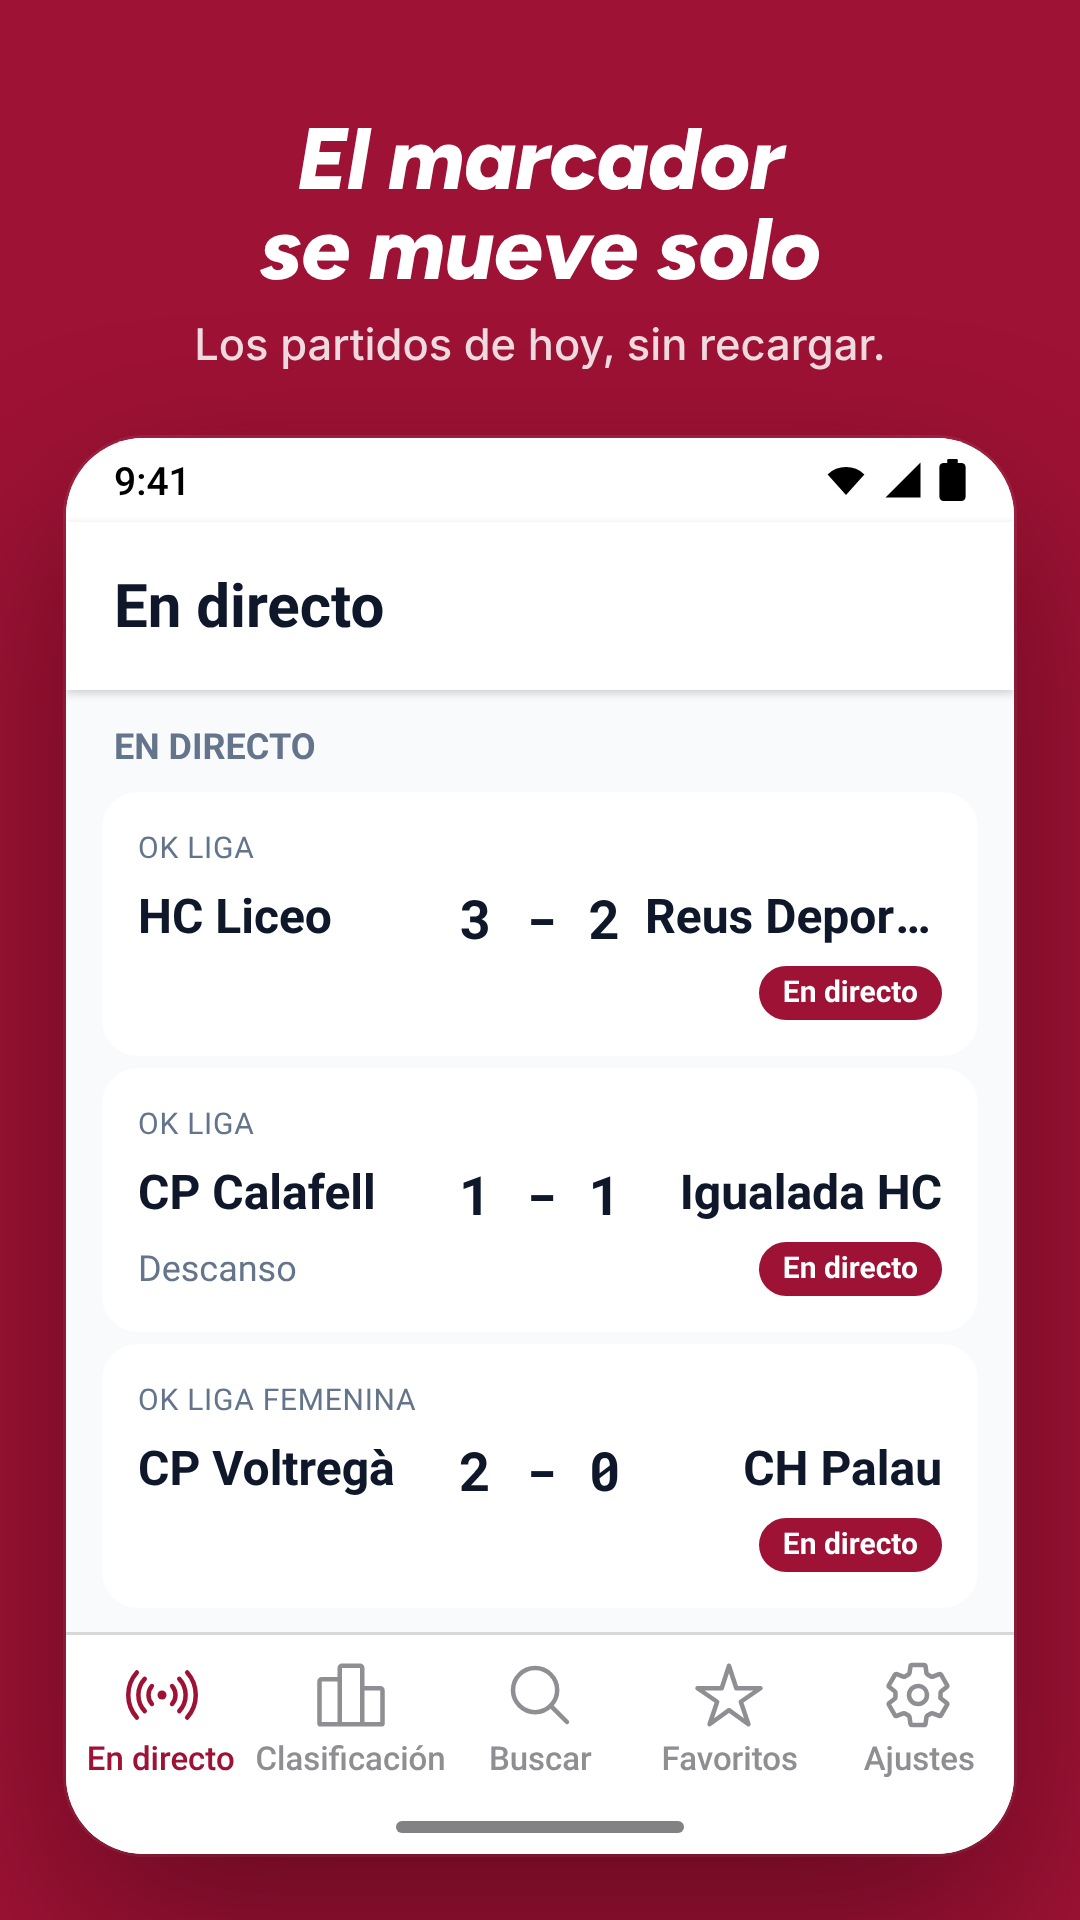 El marcador
se mueve solo
Los partidos de hoy, sin recargar.
9:41
En directo
EN DIRECTO
OK LIGA
HC Liceo 3 - 2 Reus Depor...
En directo
OK LIGA
CP Calafell 1 - 1 Igualada HC
Descanso En directo
OK LIGA FEMENINA
CP Voltregà 2 - 0 CH Palau
En directo
En directo Clasificación Buscar Favoritos Ajustes